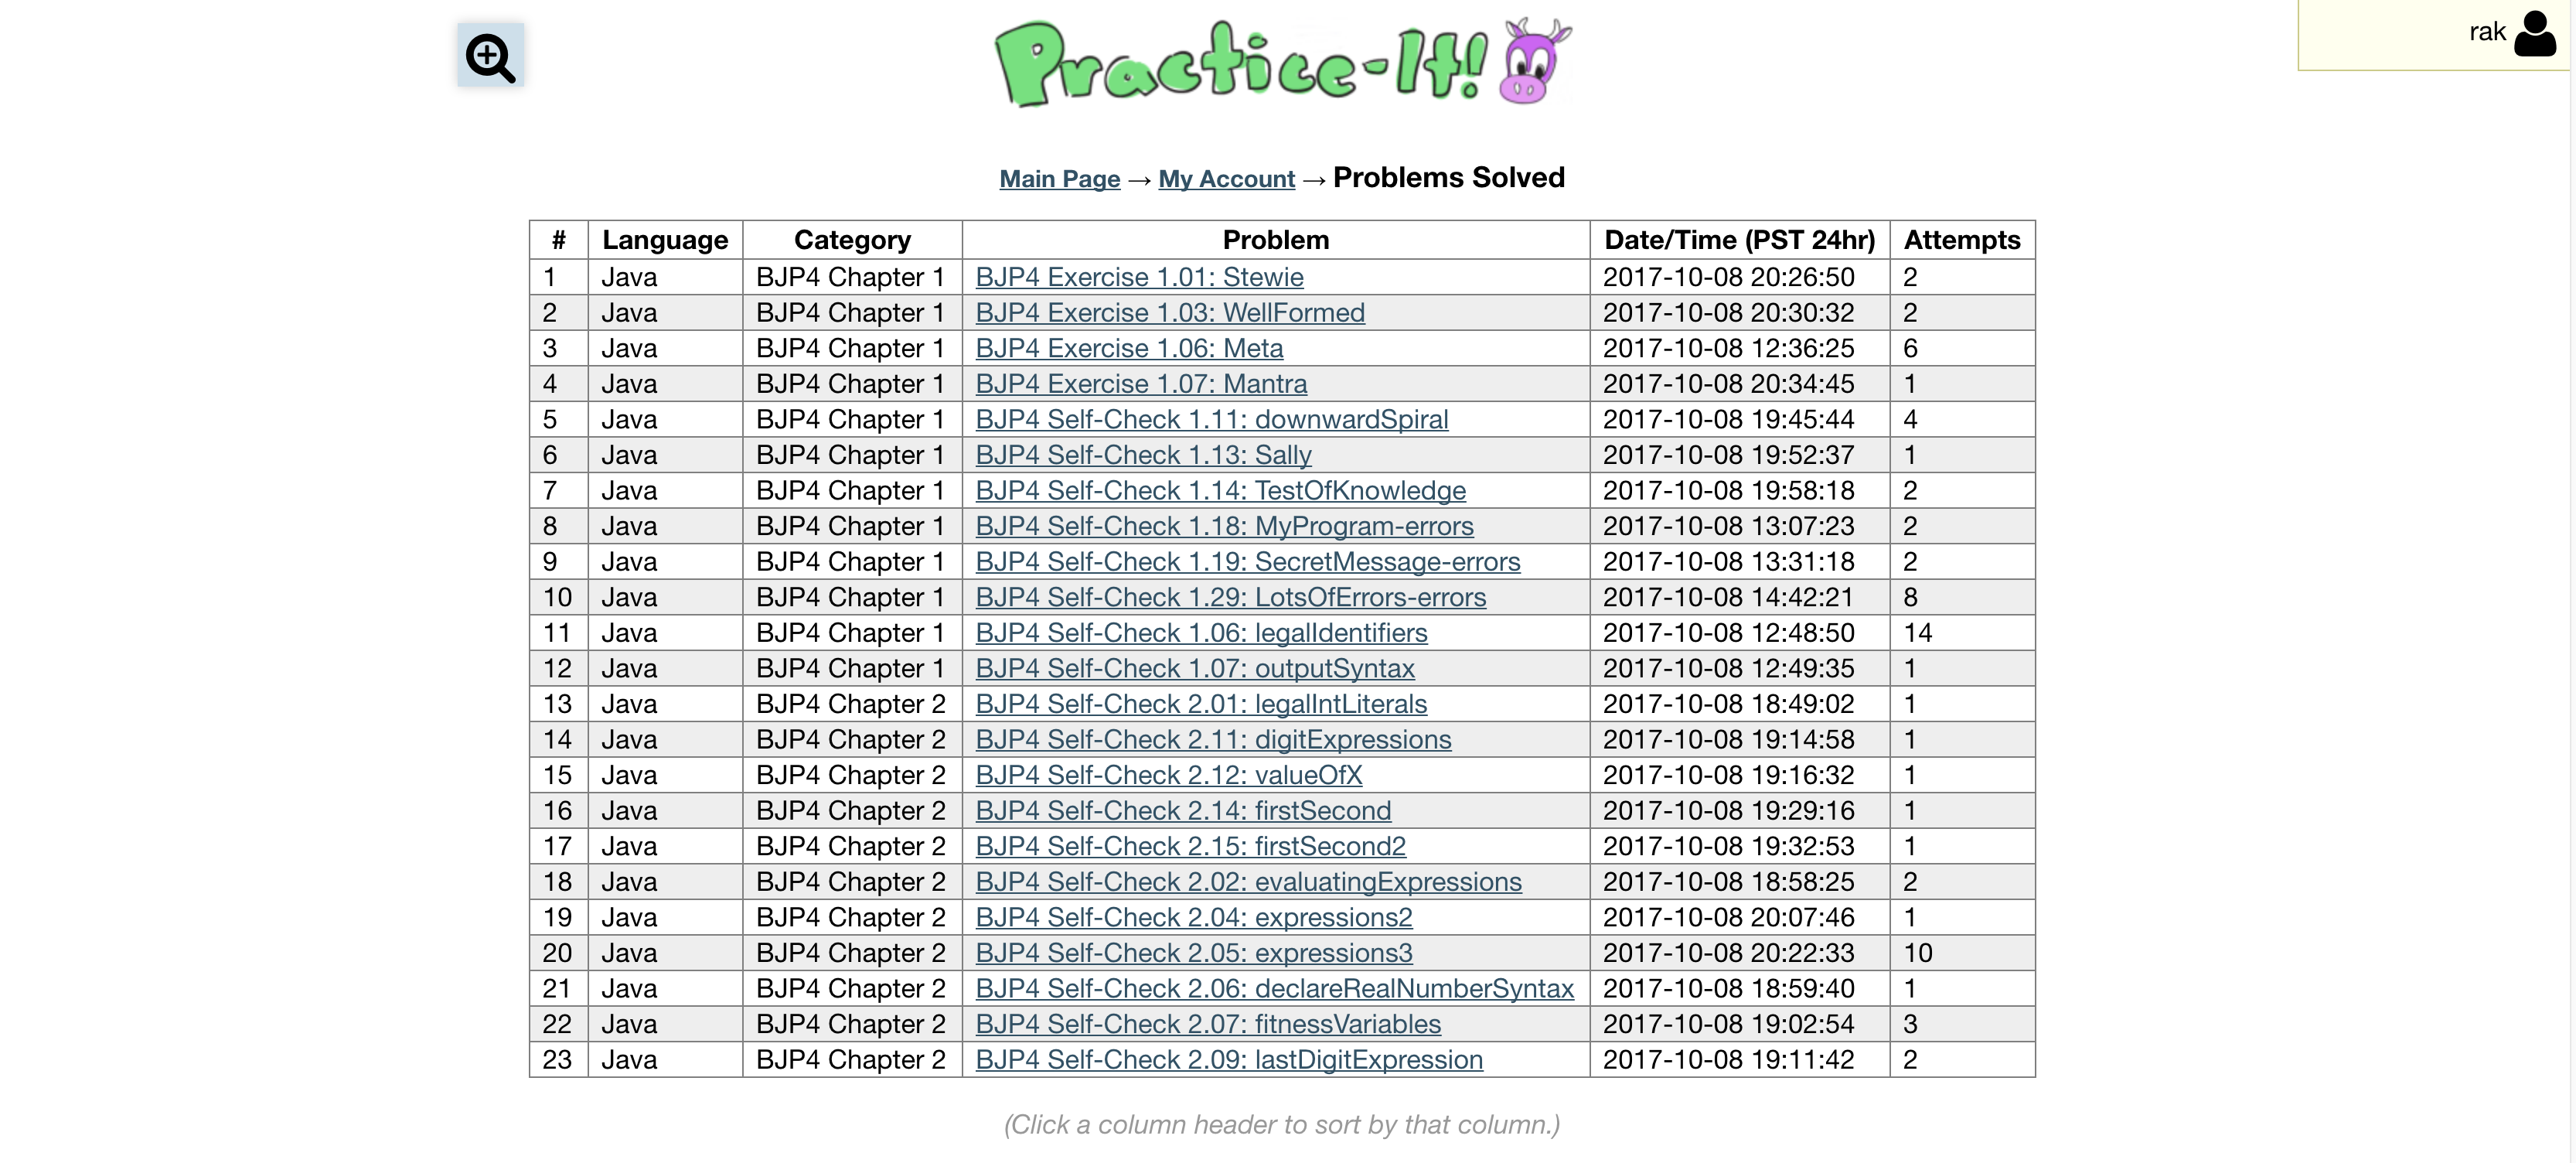 Practice-It!
rak
Main Page → My Account → Problems Solved
# Language Category Problem Date/Time (PST 24hr) Attempts
1 Java BJP4 Chapter 1 BJP4 Exercise 1.01: Stewie 2017-10-08 20:26:50 2
2 Java BJP4 Chapter 1 BJP4 Exercise 1.03: WellFormed 2017-10-08 20:30:32 2
3 Java BJP4 Chapter 1 BJP4 Exercise 1.06: Meta 2017-10-08 12:36:25 6
4 Java BJP4 Chapter 1 BJP4 Exercise 1.07: Mantra 2017-10-08 20:34:45 1
5 Java BJP4 Chapter 1 BJP4 Self-Check 1.11: downwardSpiral 2017-10-08 19:45:44 4
6 Java BJP4 Chapter 1 BJP4 Self-Check 1.13: Sally 2017-10-08 19:52:37 1
7 Java BJP4 Chapter 1 BJP4 Self-Check 1.14: TestOfKnowledge 2017-10-08 19:58:18 2
8 Java BJP4 Chapter 1 BJP4 Self-Check 1.18: MyProgram-errors 2017-10-08 13:07:23 2
9 Java BJP4 Chapter 1 BJP4 Self-Check 1.19: SecretMessage-errors 2017-10-08 13:31:18 2
10 Java BJP4 Chapter 1 BJP4 Self-Check 1.29: LotsOfErrors-errors 2017-10-08 14:42:21 8
11 Java BJP4 Chapter 1 BJP4 Self-Check 1.06: legalIdentifiers 2017-10-08 12:48:50 14
12 Java BJP4 Chapter 1 BJP4 Self-Check 1.07: outputSyntax 2017-10-08 12:49:35 1
13 Java BJP4 Chapter 2 BJP4 Self-Check 2.01: legalIntLiterals 2017-10-08 18:49:02 1
14 Java BJP4 Chapter 2 BJP4 Self-Check 2.11: digitExpressions 2017-10-08 19:14:58 1
15 Java BJP4 Chapter 2 BJP4 Self-Check 2.12: valueOfX 2017-10-08 19:16:32 1
16 Java BJP4 Chapter 2 BJP4 Self-Check 2.14: firstSecond 2017-10-08 19:29:16 1
17 Java BJP4 Chapter 2 BJP4 Self-Check 2.15: firstSecond2 2017-10-08 19:32:53 1
18 Java BJP4 Chapter 2 BJP4 Self-Check 2.02: evaluatingExpressions 2017-10-08 18:58:25 2
19 Java BJP4 Chapter 2 BJP4 Self-Check 2.04: expressions2 2017-10-08 20:07:46 1
20 Java BJP4 Chapter 2 BJP4 Self-Check 2.05: expressions3 2017-10-08 20:22:33 10
21 Java BJP4 Chapter 2 BJP4 Self-Check 2.06: declareRealNumberSyntax 2017-10-08 18:59:40 1
22 Java BJP4 Chapter 2 BJP4 Self-Check 2.07: fitnessVariables 2017-10-08 19:02:54 3
23 Java BJP4 Chapter 2 BJP4 Self-Check 2.09: lastDigitExpression 2017-10-08 19:11:42 2
(Click a column header to sort by that column.)